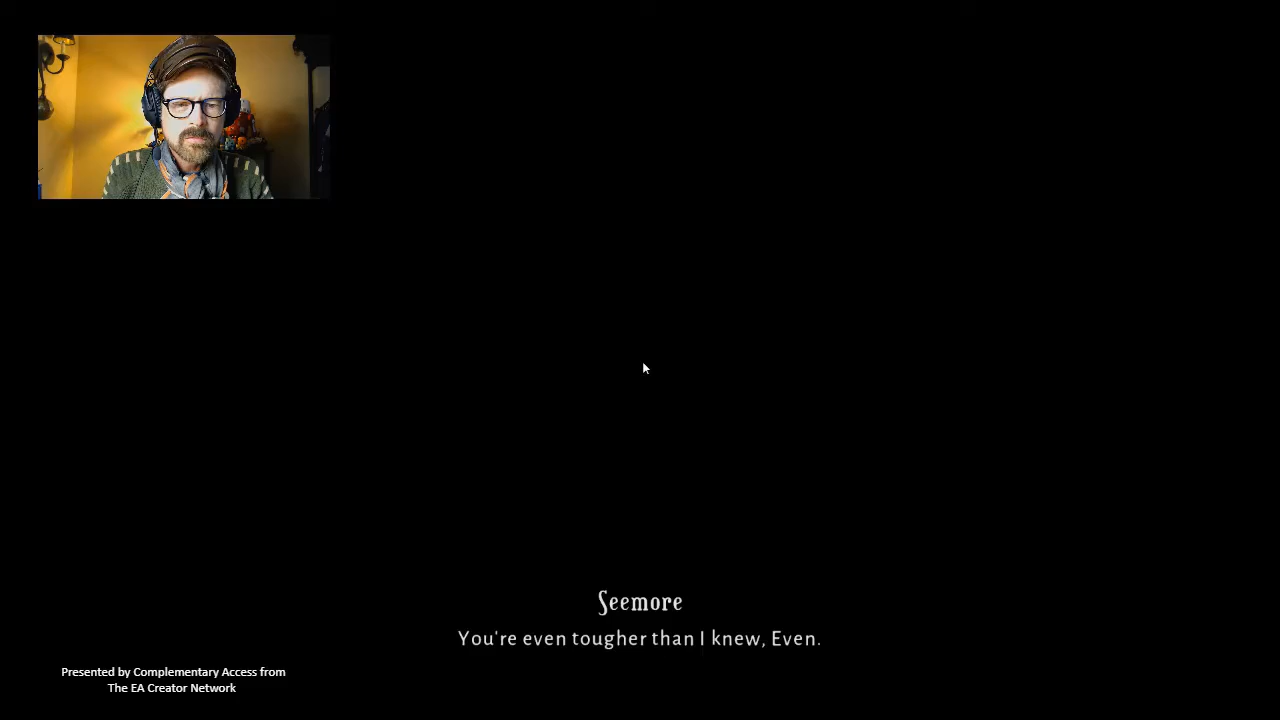 Seemore
You're even tougher than I knew, Even.
Presented by Complementary Access from
The EA Creator Network